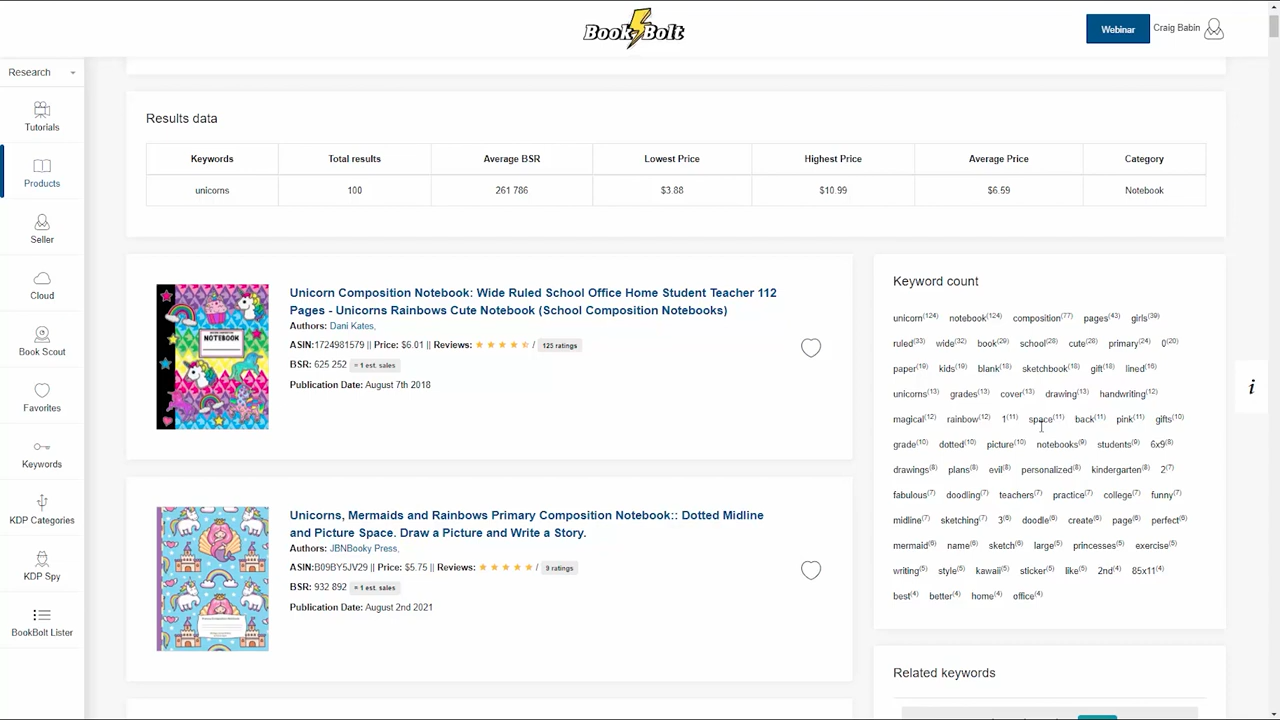 Book Bolt
Webinar
Craig Babin
Research
Tutorials
Products
Seller
Cloud
Book Scout
Favorites
Keywords
KDP Categories
KDP Spy
BookBolt Lister
Results data
Keywords Total results Average BSR Lowest Price Highest Price Average Price Category
unicorns 100 261 786 $3.88 $10.99 $6.59 Notebook
NOTEBOOK
Unicorn Composition Notebook: Wide Ruled School Office Home Student Teacher 112
Pages - Unicorns Rainbows Cute Notebook (School Composition Notebooks)
Authors: Dani Kates,
ASIN:1724981579 || Price: $6.01 || Reviews: / 125 ratings
BSR: 625 252 ≈ 1 est. sales
Publication Date: August 7th 2018
Unicorns, Mermaids and Rainbows Primary Composition Notebook:: Dotted Midline
and Picture Space. Draw a Picture and Write a Story.
Authors: JBNBooky Press,
ASIN:B09BY5JV29 || Price: $5.75 || Reviews: / 9 ratings
BSR: 932 892 ≈ 1 est. sales
Publication Date: August 2nd 2021
Keyword count
unicorn(124) notebook(124) composition(77) pages(43) girls(39)
ruled(33) wide(32) book(29) school(28) cute(26) primary(24) 0(20)
paper(19) kids(19) blank(18) sketchbook(18) gift(18) lined(16)
unicorns(13) grades(13) cover(13) drawing(13) handwriting(12)
magical(12) rainbow(12) 1(11) space(11) back(11) pink(11) gifts(10)
grade(10) dotted(10) picture(10) notebooks(9) students(9) 6x9(8)
drawings(8) plans(8) evil(8) personalized(8) kindergarten(8) 2(7)
fabulous(7) doodling(7) teachers(7) practice(7) college(7) funny(7)
midline(7) sketching(7) 3(6) doodle(6) create(6) page(6) perfect(6)
mermaid(6) name(6) sketch(6) large(5) princesses(5) exercise(5)
writing(5) style(5) kawaii(5) sticker(5) like(5) 2nd(4) 85x11(4)
best(4) better(4) home(4) office(4)
i
Related keywords